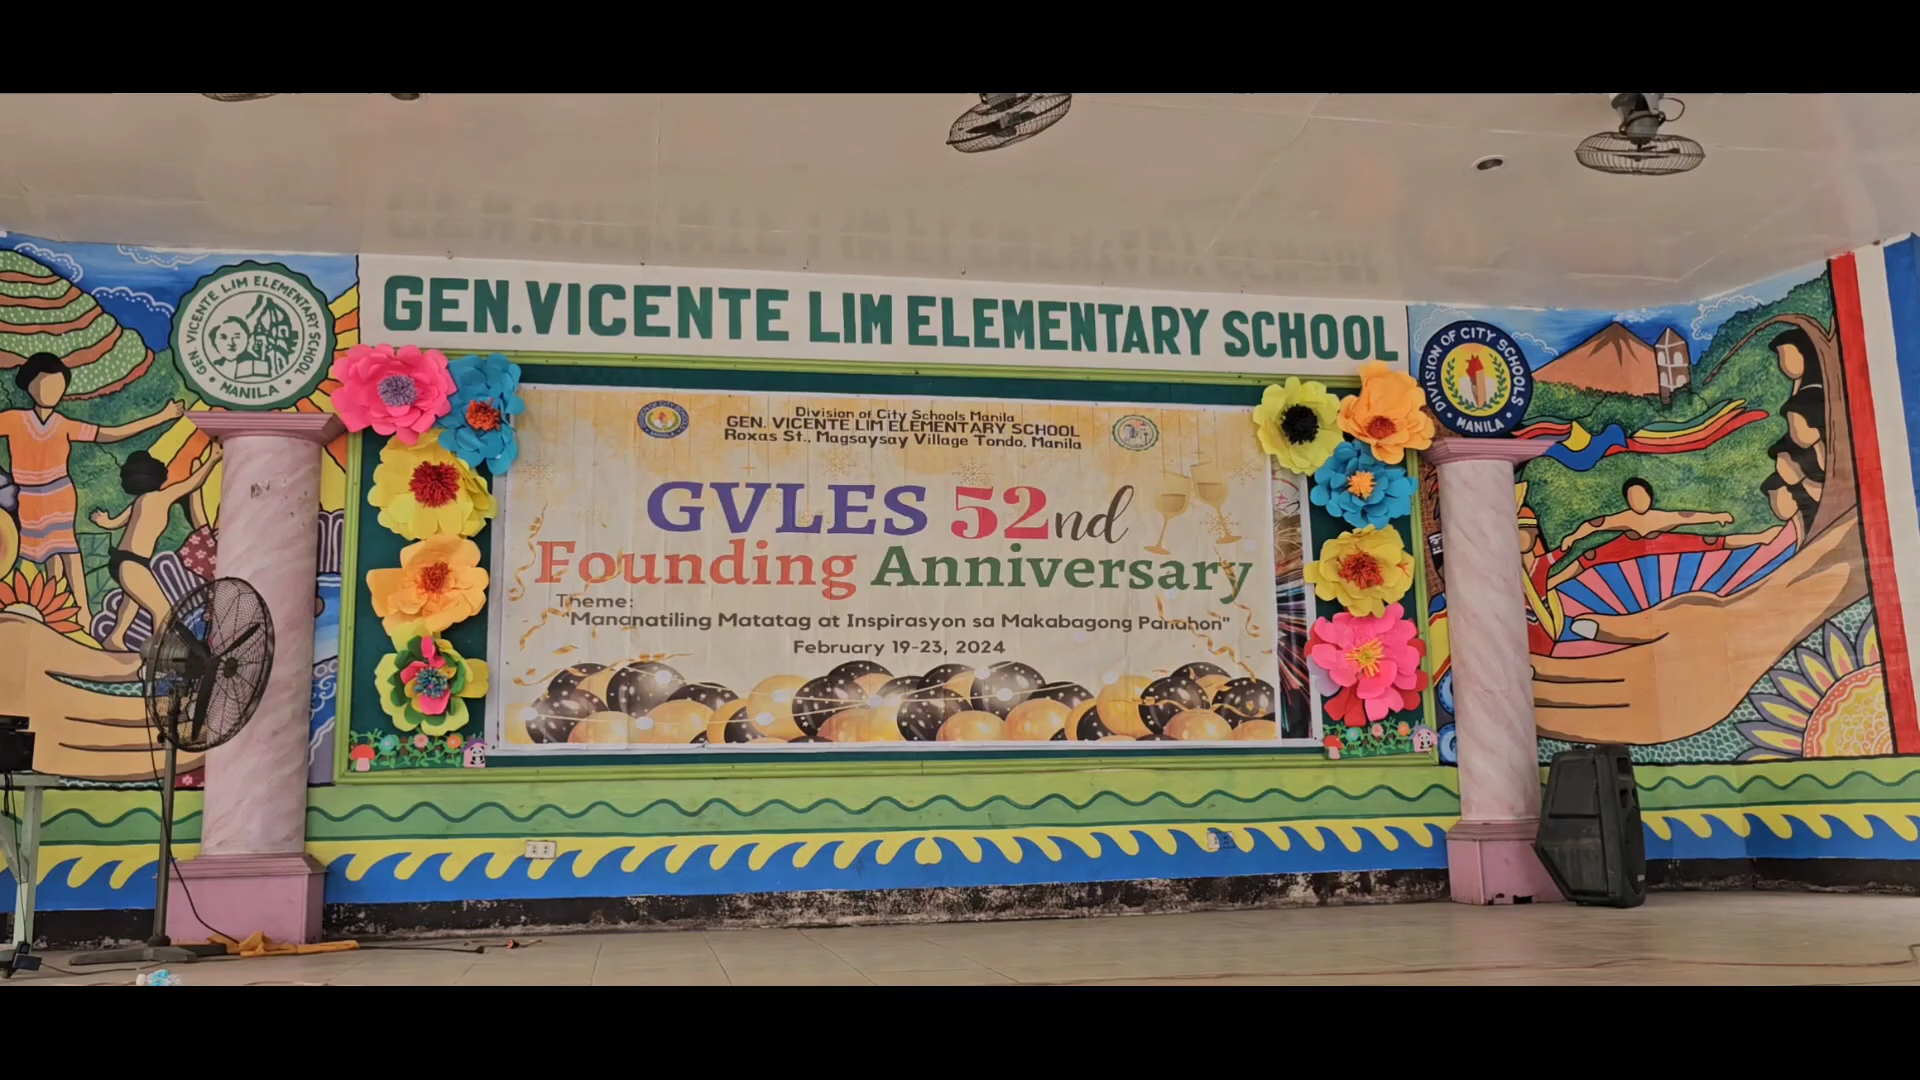 GEN. VICENTE LIM ELEMENTARY SCHOOL
GEN. VICENTE LIM ELEMENTARY SCHOOL
• MANILA •
DIVISION OF CITY SCHOOLS
• MANILA •
Division of City Schools Manila
GEN. VICENTE LIM ELEMENTARY SCHOOL
Roxas St., Magsaysay Village Tondo, Manila
GVLES 52nd
Founding Anniversary
Theme:
"Mananatiling Matatag at Inspirasyon sa Makabagong Panahon"
February 19-23, 2024